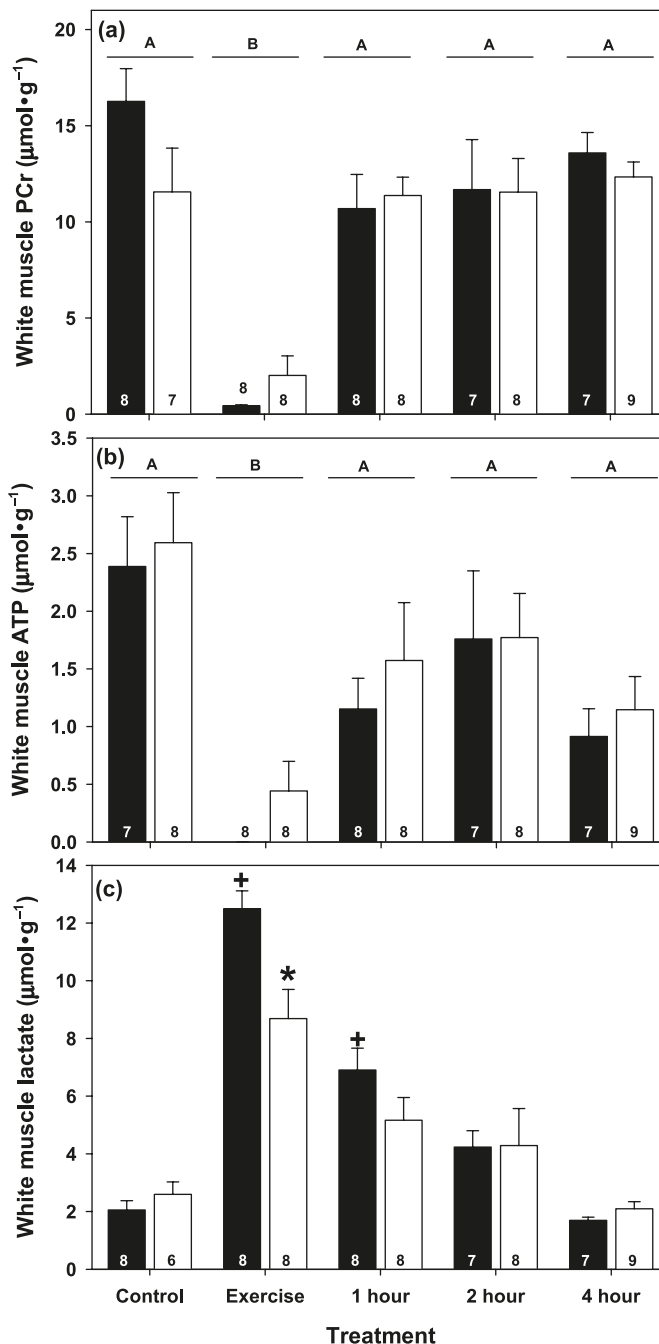 (a)
A B A A A
20
15
10
5
0
White muscle PCr (μmol•g⁻¹)
8
8 7 8 8 8 7 8 7 9
(b)
A B A A A
3.5
3.0
2.5
2.0
1.5
1.0
0.5
0.0
White muscle ATP (μmol•g⁻¹)
7 8 8 8 8 8 7 8 7 9
(c)
+ * +
14
12
10
8
6
4
2
0
White muscle lactate (μmol•g⁻¹)
8 6 8 8 8 8 7 8 7 9
Control Exercise 1 hour 2 hour 4 hour
Treatment